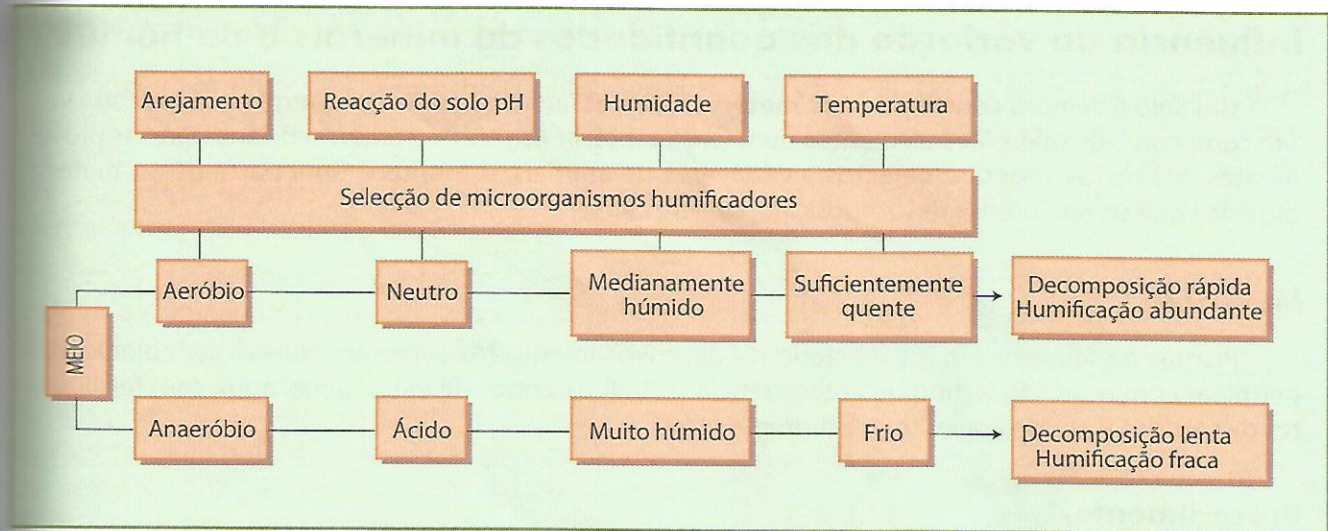 Arejamento
Reacção do solo pH
Humidade
Temperatura
Selecção de microorganismos humificadores
MEIO
Aeróbio
Neutro
Medianamente
húmido
Suficientemente
quente
Decomposição rápida
Humificação abundante
Anaeróbio
Ácido
Muito húmido
Frio
Decomposição lenta
Humificação fraca